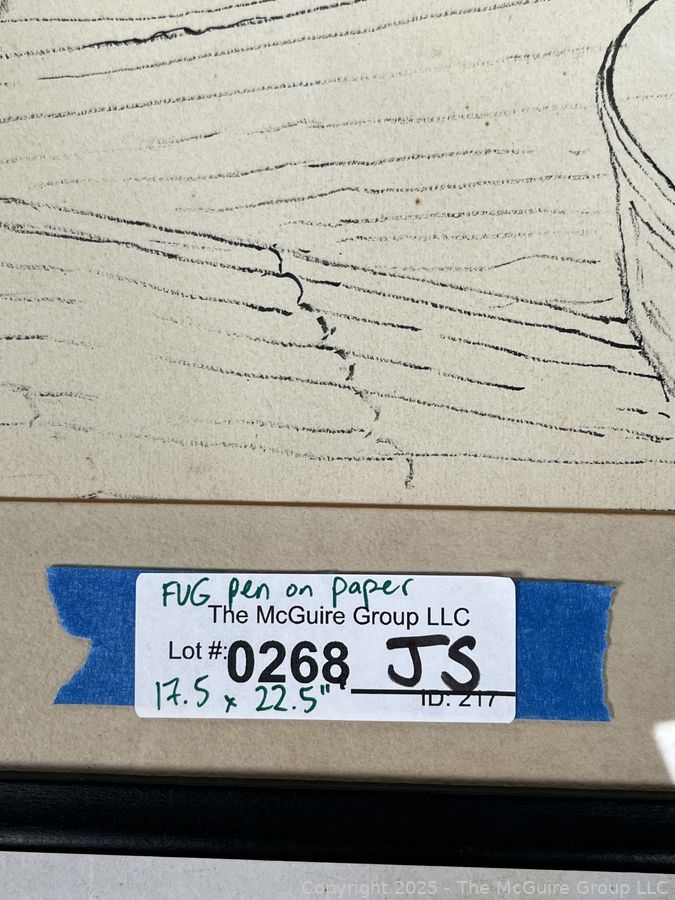 FUG pen on paper
The McGuire Group LLC
Lot #: 0268 JS
17.5 x 22.5"
ID: 217
Copyright 2025 - The McGuire Group LLC